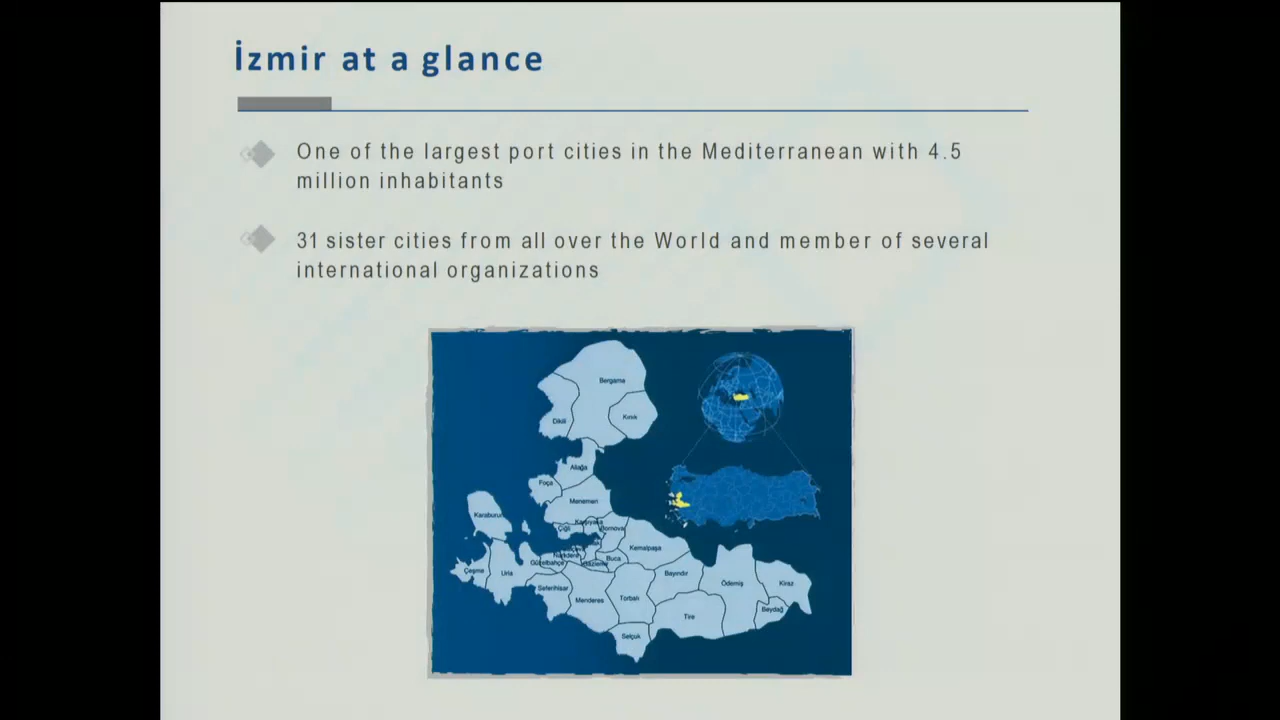 İzmir at a glance
One of the largest port cities in the Mediterranean with 4.5
million inhabitants
31 sister cities from all over the World and member of several
international organizations
Bergama
Kınık
Dikili
Aliağa
Foça
Menemen
Karaburun
Karşıyaka
Çiğli
Bornova
Kemalpaşa
Buca
Güzelbahçe
Çeşme
Urla
Seferihisar
Menderes
Torbalı
Bayındır
Ödemiş
Kiraz
Beydağ
Tire
Selçuk